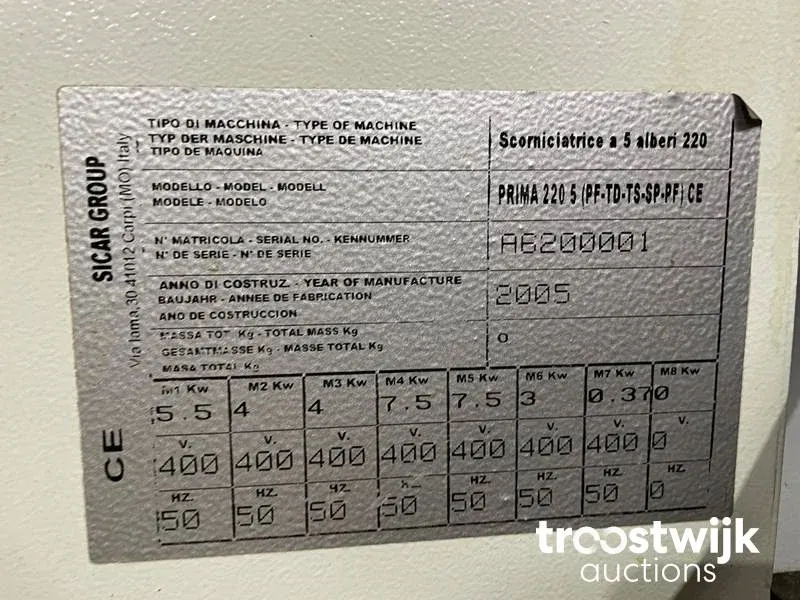 SICAR GROUP
Via lama,30 41012 Carpi (MO) Italy
CE
TIPO DI MACCHINA - TYPE OF MACHINE
TYP DER MASCHINE - TYPE DE MACHINE
TIPO DE MAQUINA
Scorniciatrice a 5 alberi 220
MODELLO - MODEL - MODELL
MODELE - MODELO
PRIMA 220 5 (PF-TD-TS-SP-PF) CE
N° MATRICOLA - SERIAL NO. - KENNUMMER
N° DE SERIE - N° DE SERIE
A6200001
ANNO DI COSTRUZ. - YEAR OF MANUFACTURE
BAUJAHR - ANNEE DE FABRICATION
ANO DE CONSTRUCCION
2005
MASSA TOT. Kg - TOTAL MASS Kg
GESAMTMASSE Kg - MASSE TOTAL Kg
MASA TOTAL Kg
0
M1 Kw M2 Kw M3 Kw M4 Kw M5 Kw M6 Kw M7 Kw M8 Kw
5.5 4 4 7.5 7.5 3 0.37 0
V. V. V. V. V. V. V. V.
400 400 400 400 400 400 400 0
HZ. HZ. HZ. HZ. HZ. HZ. HZ.
50 50 50 50 50 50 50 0
troostwijk
auctions